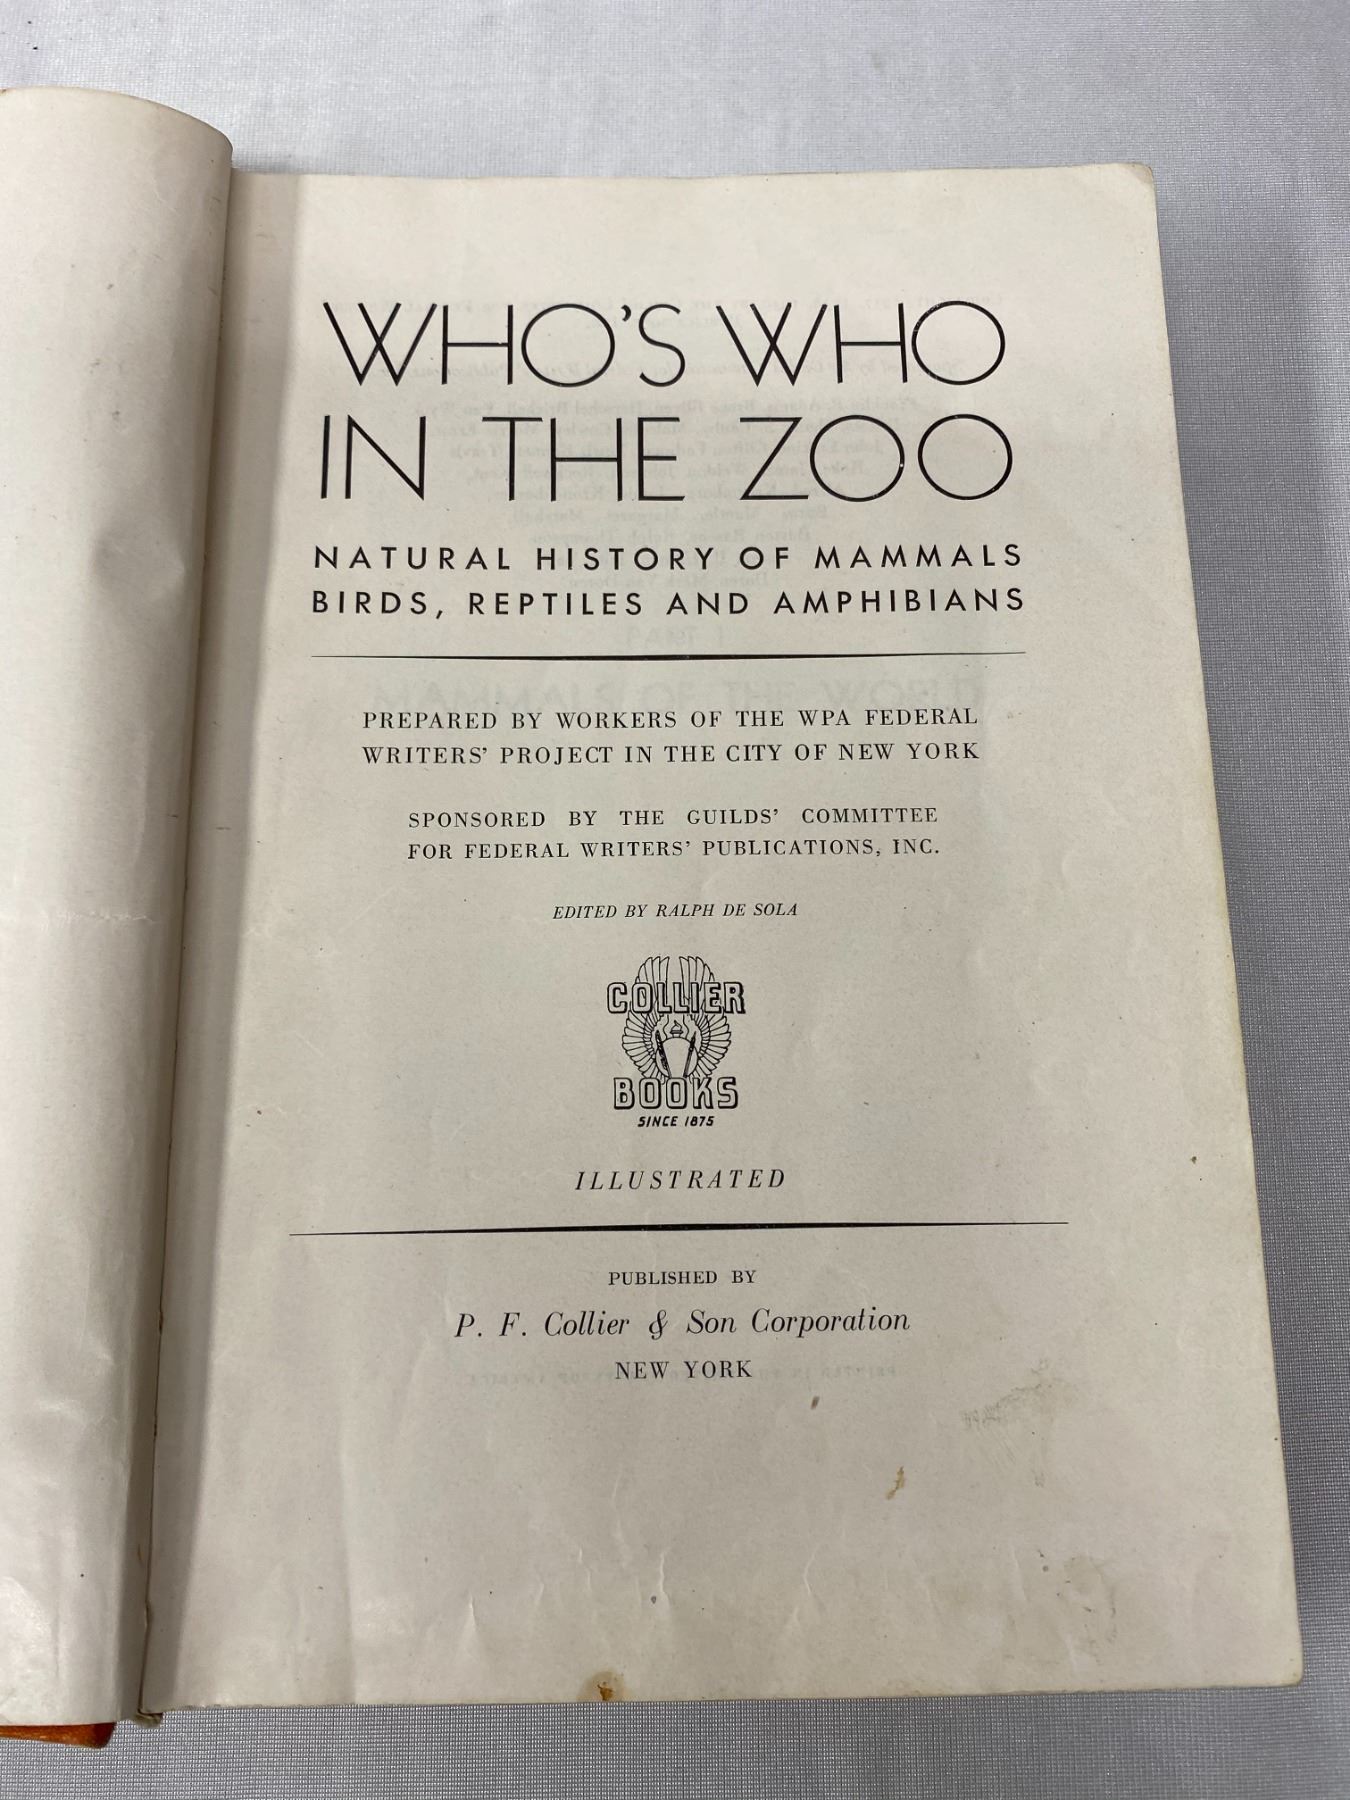 WHO'S WHO
IN THE ZOO
NATURAL HISTORY OF MAMMALS
BIRDS, REPTILES AND AMPHIBIANS
PREPARED BY WORKERS OF THE WPA FEDERAL
WRITERS' PROJECT IN THE CITY OF NEW YORK
SPONSORED BY THE GUILDS' COMMITTEE
FOR FEDERAL WRITERS' PUBLICATIONS, INC.
EDITED BY RALPH DE SOLA
COLLIER
BOOKS
SINCE 1875
ILLUSTRATED
PUBLISHED BY
P. F. Collier & Son Corporation
NEW YORK